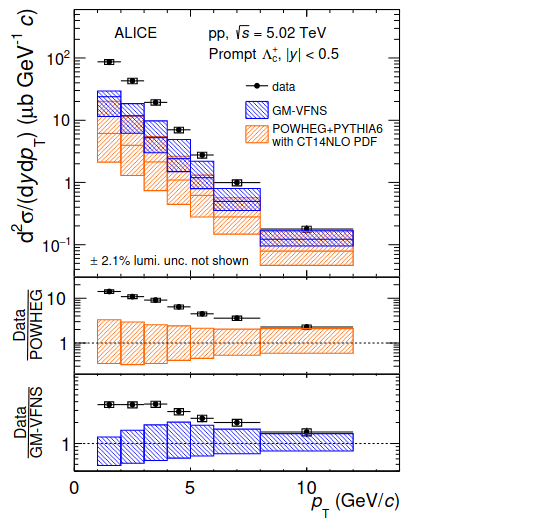 ALICE
pp, √s = 5.02 TeV
Prompt Λc+, |y| < 0.5
data
GM-VFNS
POWHEG+PYTHIA6
with CT14NLO PDF
d²σ/(dydpT) (μb GeV⁻¹ c)
10²
10
1
10⁻¹
± 2.1% lumi. unc. not shown
Data
POWHEG
10
1
Data
GM-VFNS
1
0 5 10
pT (GeV/c)